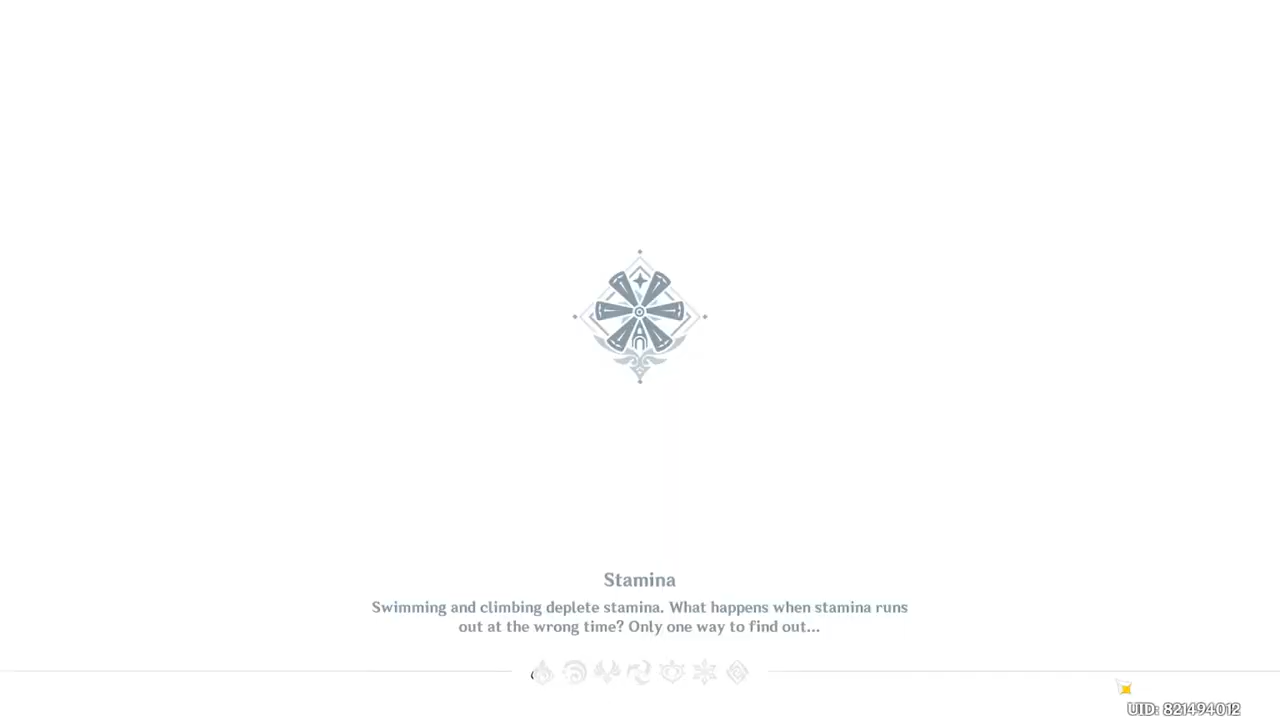 Stamina
Swimming and climbing deplete stamina. What happens when stamina runs
out at the wrong time? Only one way to find out...
UID: 821494012